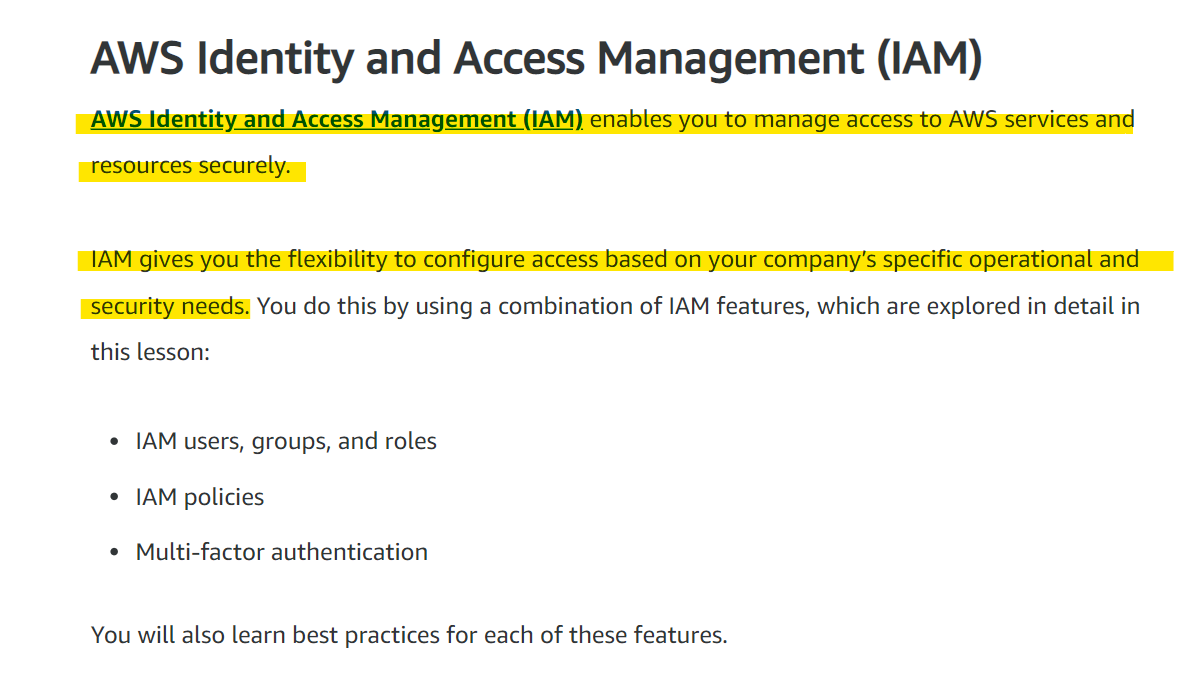 AWS Identity and Access Management (IAM)
AWS Identity and Access Management (IAM) enables you to manage access to AWS services and
resources securely.
IAM gives you the flexibility to configure access based on your company’s specific operational and
security needs. You do this by using a combination of IAM features, which are explored in detail in
this lesson:
• IAM users, groups, and roles
• IAM policies
• Multi-factor authentication
You will also learn best practices for each of these features.